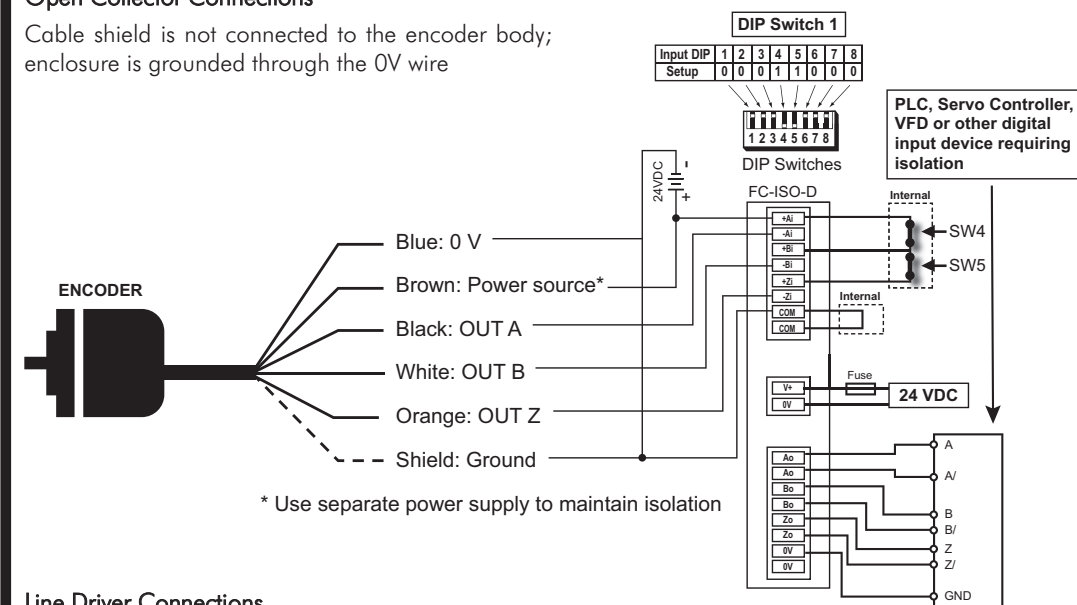 Open Collector Connections
Cable shield is not connected to the encoder body;
enclosure is grounded through the 0V wire
DIP Switch 1
Input DIP 1 2 3 4 5 6 7 8
Setup 0 0 0 1 1 0 0 0
1 2 3 4 5 6 7 8
DIP Switches
PLC, Servo Controller,
VFD or other digital
input device requiring
isolation
24VDC
-
+
FC-ISO-D
+Ai
-Ai
+Bi
-Bi
+Zi
-Zi
COM
COM
Internal
SW4
SW5
Internal
ENCODER
Blue: 0 V
Brown: Power source*
Black: OUT A
White: OUT B
Orange: OUT Z
Shield: Ground
* Use separate power supply to maintain isolation
V+
0V
Fuse
24 VDC
Ao
Ao
Bo
Bo
Zo
Zo
0V
0V
A
A/
B
B/
Z
Z/
GND
Line Driver Connections